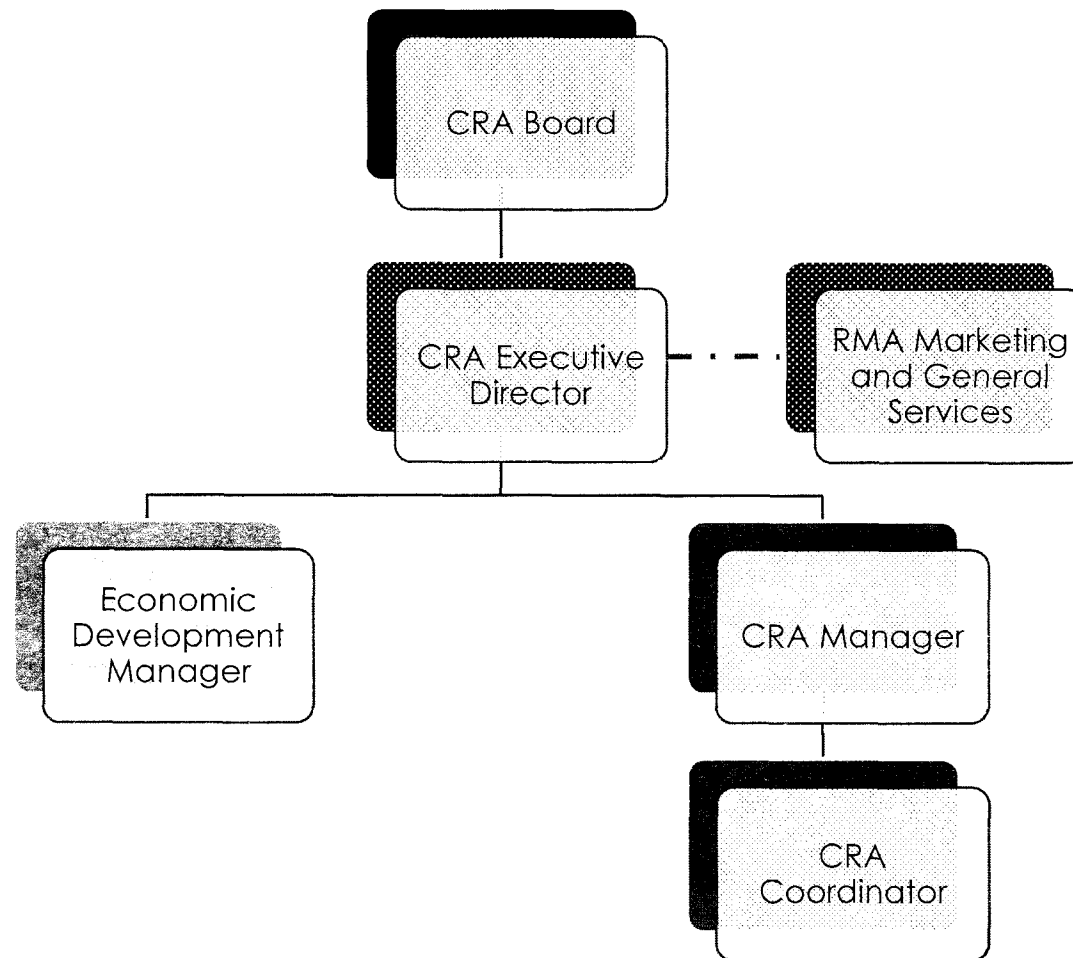 CRA Board
CRA Executive
Director
RMA Marketing
and General
Services
Economic
Development
Manager
CRA Manager
CRA
Coordinator